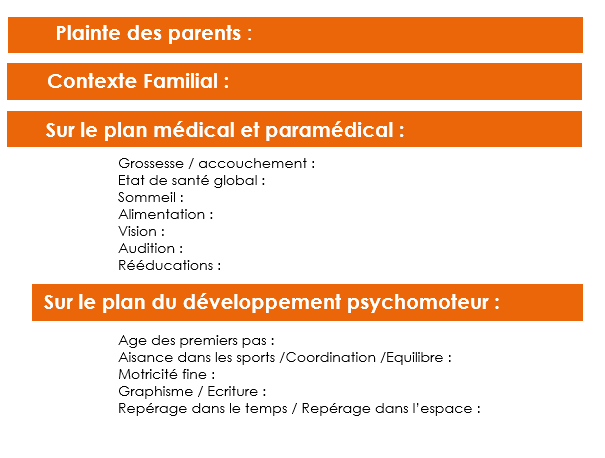 Plainte des parents :
Contexte Familial :
Sur le plan médical et paramédical :
Grossesse / accouchement :
Etat de santé global :
Sommeil :
Alimentation :
Vision :
Audition :
Rééducations :
Sur le plan du développement psychomoteur :
Age des premiers pas :
Aisance dans les sports /Coordination /Equilibre :
Motricité fine :
Graphisme / Ecriture :
Repérage dans le temps / Repérage dans l’espace :